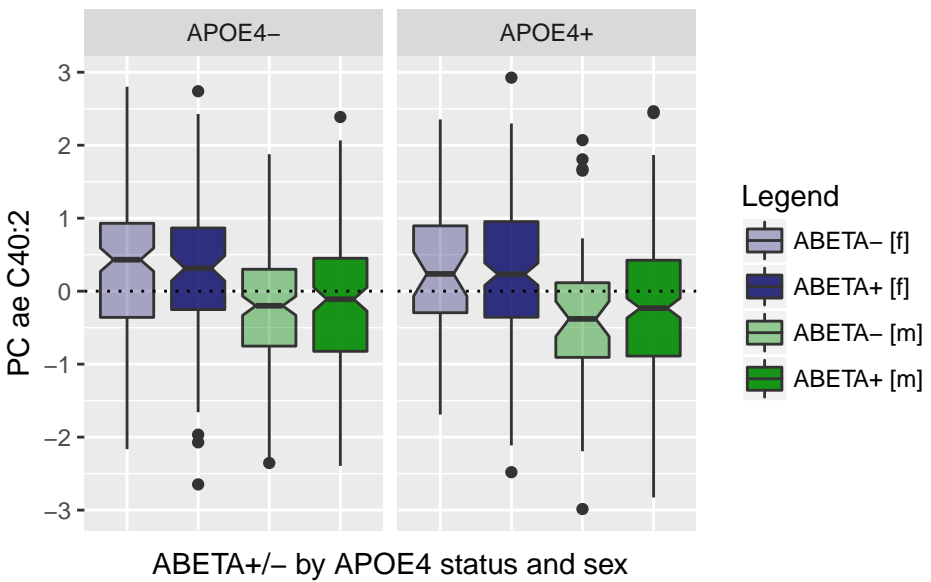 APOE4− APOE4+
3
2
1
0
−1
−2
−3
PC ae C40:2
ABETA+/− by APOE4 status and sex
Legend
ABETA− [f]
ABETA+ [f]
ABETA− [m]
ABETA+ [m]